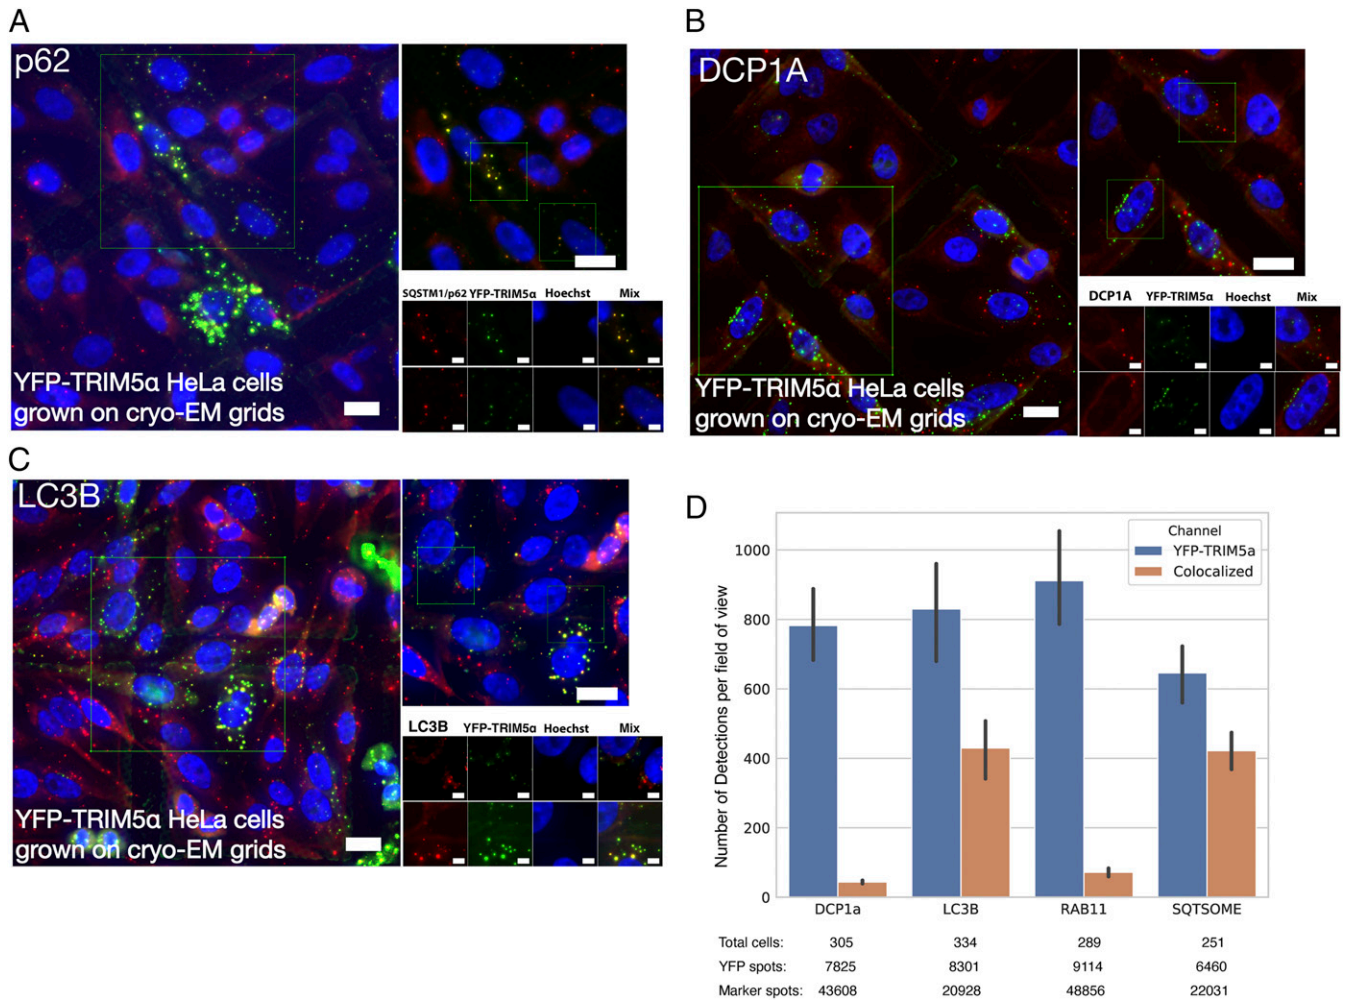 A
p62
YFP-TRIM5α HeLa cells
grown on cryo-EM grids
SQSTM1/p62 YFP-TRIM5α Hoechst Mix
B
DCP1A
YFP-TRIM5α HeLa cells
grown on cryo-EM grids
DCP1A YFP-TRIM5α Hoechst Mix
C
LC3B
YFP-TRIM5α HeLa cells
grown on cryo-EM grids
LC3B YFP-TRIM5α Hoechst Mix
D
Channel
YFP-TRIM5a
Colocalized
Number of Detections per field of view
1000
800
600
400
200
0
DCP1a LC3B RAB11 SQTSOME
Total cells: 305 334 289 251
YFP spots: 7825 8301 9114 6460
Marker spots: 43608 20928 48856 22031